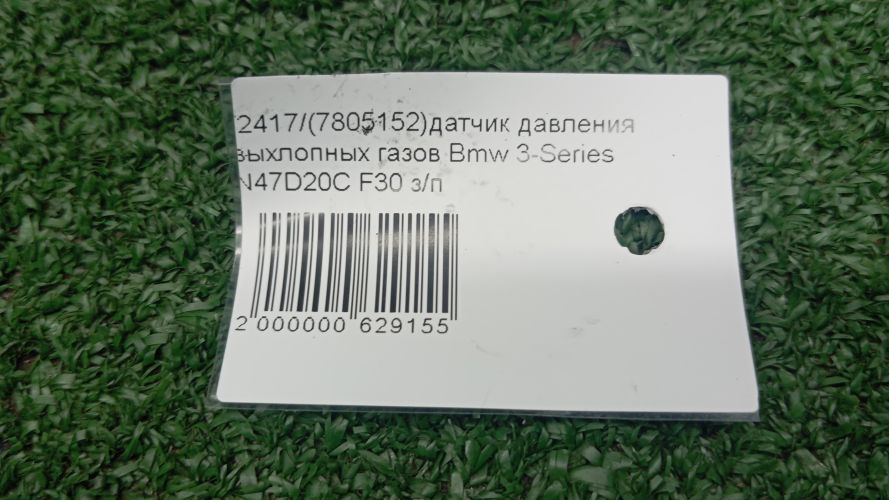 2417/(7805152)датчик давления
выхлопных газов Bmw 3-Series
N47D20C F30 з/п
2 000000 629155